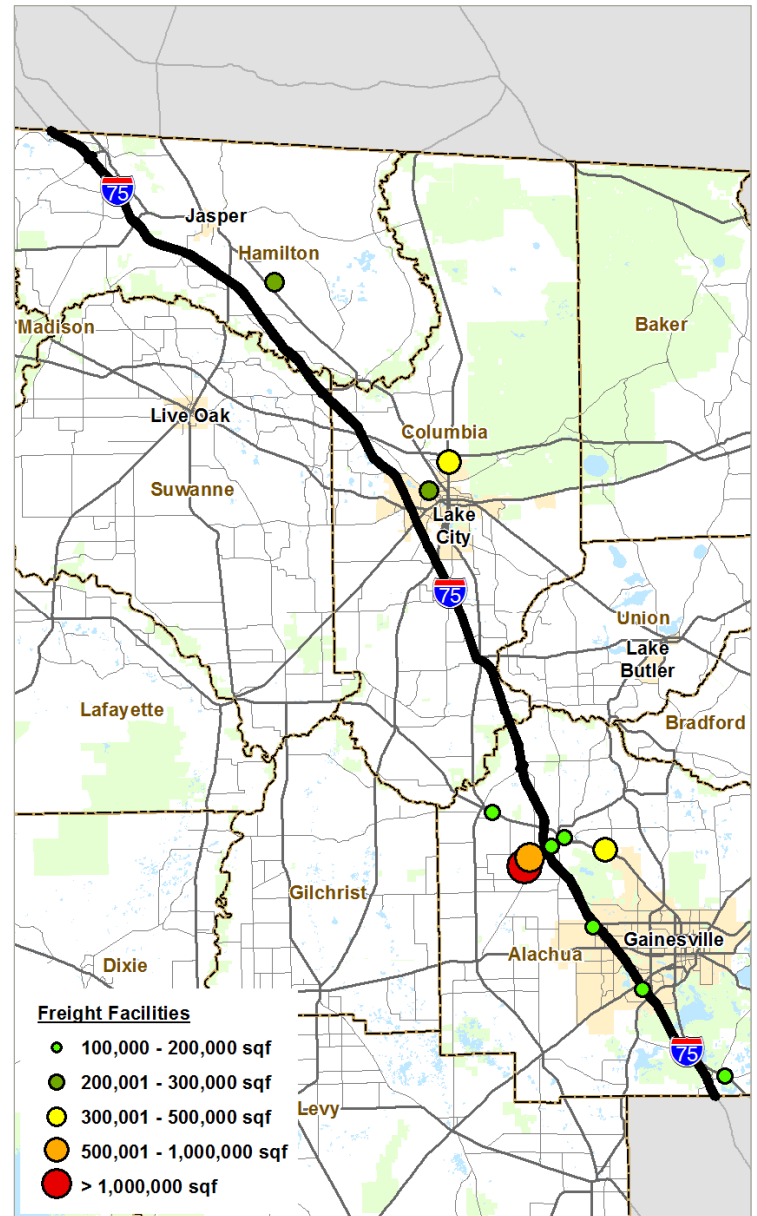 75
Jasper
Hamilton
Madison
Baker
Live Oak
Columbia
Suwanne
Lake
City
75
Union
Lake
Butler
Lafayette
Bradford
Gilchrist
Gainesville
Alachua
Dixie
75
Levy
Freight Facilities
100,000 - 200,000 sqf
200,001 - 300,000 sqf
300,001 - 500,000 sqf
500,001 - 1,000,000 sqf
> 1,000,000 sqf